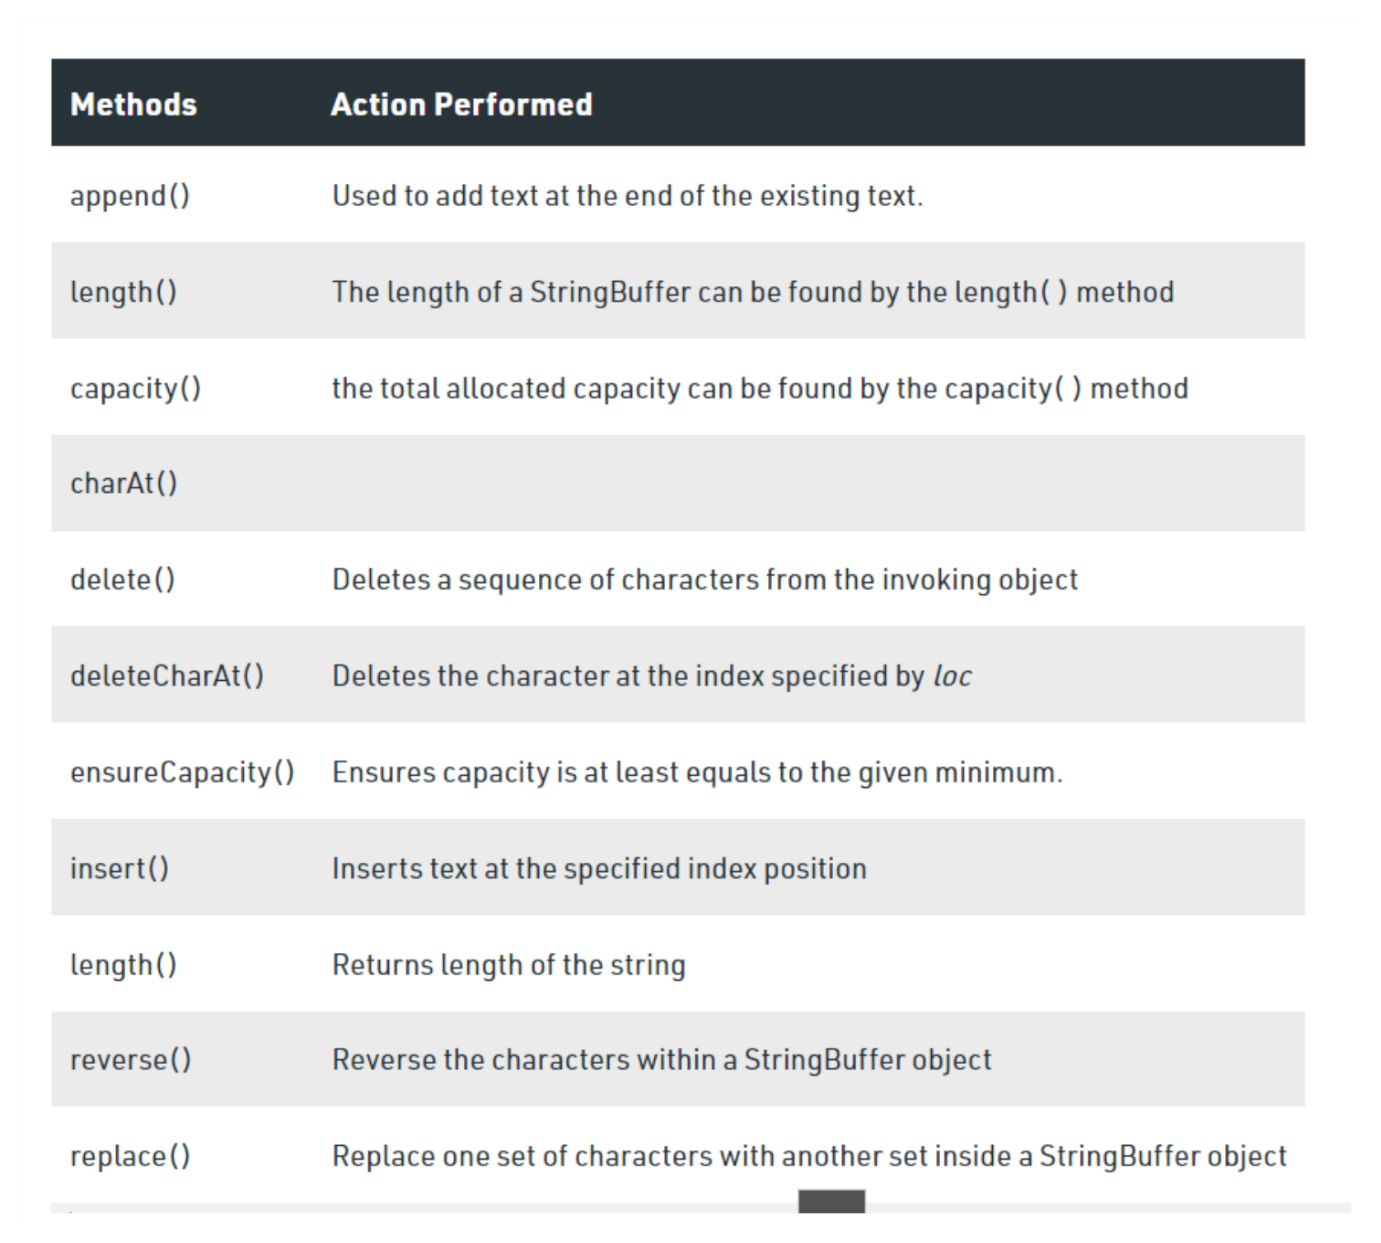 Methods Action Performed
append() Used to add text at the end of the existing text.
length() The length of a StringBuffer can be found by the length( ) method
capacity() the total allocated capacity can be found by the capacity( ) method
charAt()
delete() Deletes a sequence of characters from the invoking object
deleteCharAt() Deletes the character at the index specified by loc
ensureCapacity() Ensures capacity is at least equals to the given minimum.
insert() Inserts text at the specified index position
length() Returns length of the string
reverse() Reverse the characters within a StringBuffer object
replace() Replace one set of characters with another set inside a StringBuffer object